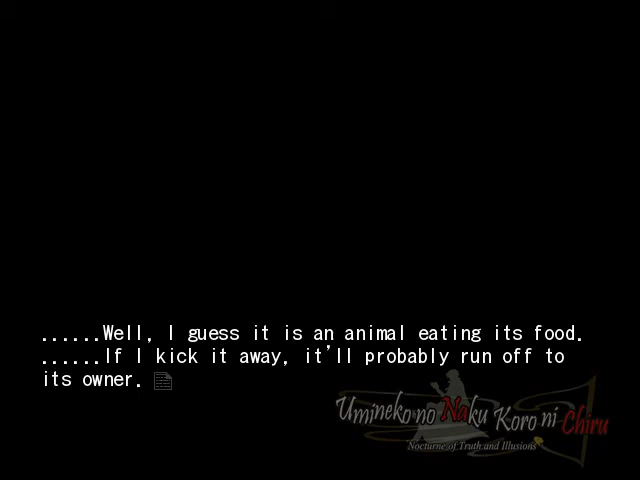 ......Well, I guess it is an animal eating its food.
......If I kick it away, it'll probably run off to
its owner.
Umineko no Naku Koro ni Chiru
Nocturne of Truth and Illusions